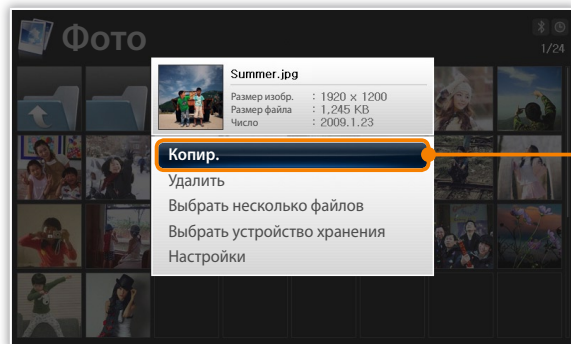 Фото
1/24
Summer.jpg
Размер изобр. : 1920 x 1200
Размер файла : 1,245 KB
Число : 2009.1.23
Копир.
Удалить
Выбрать несколько файлов
Выбрать устройство хранения
Настройки